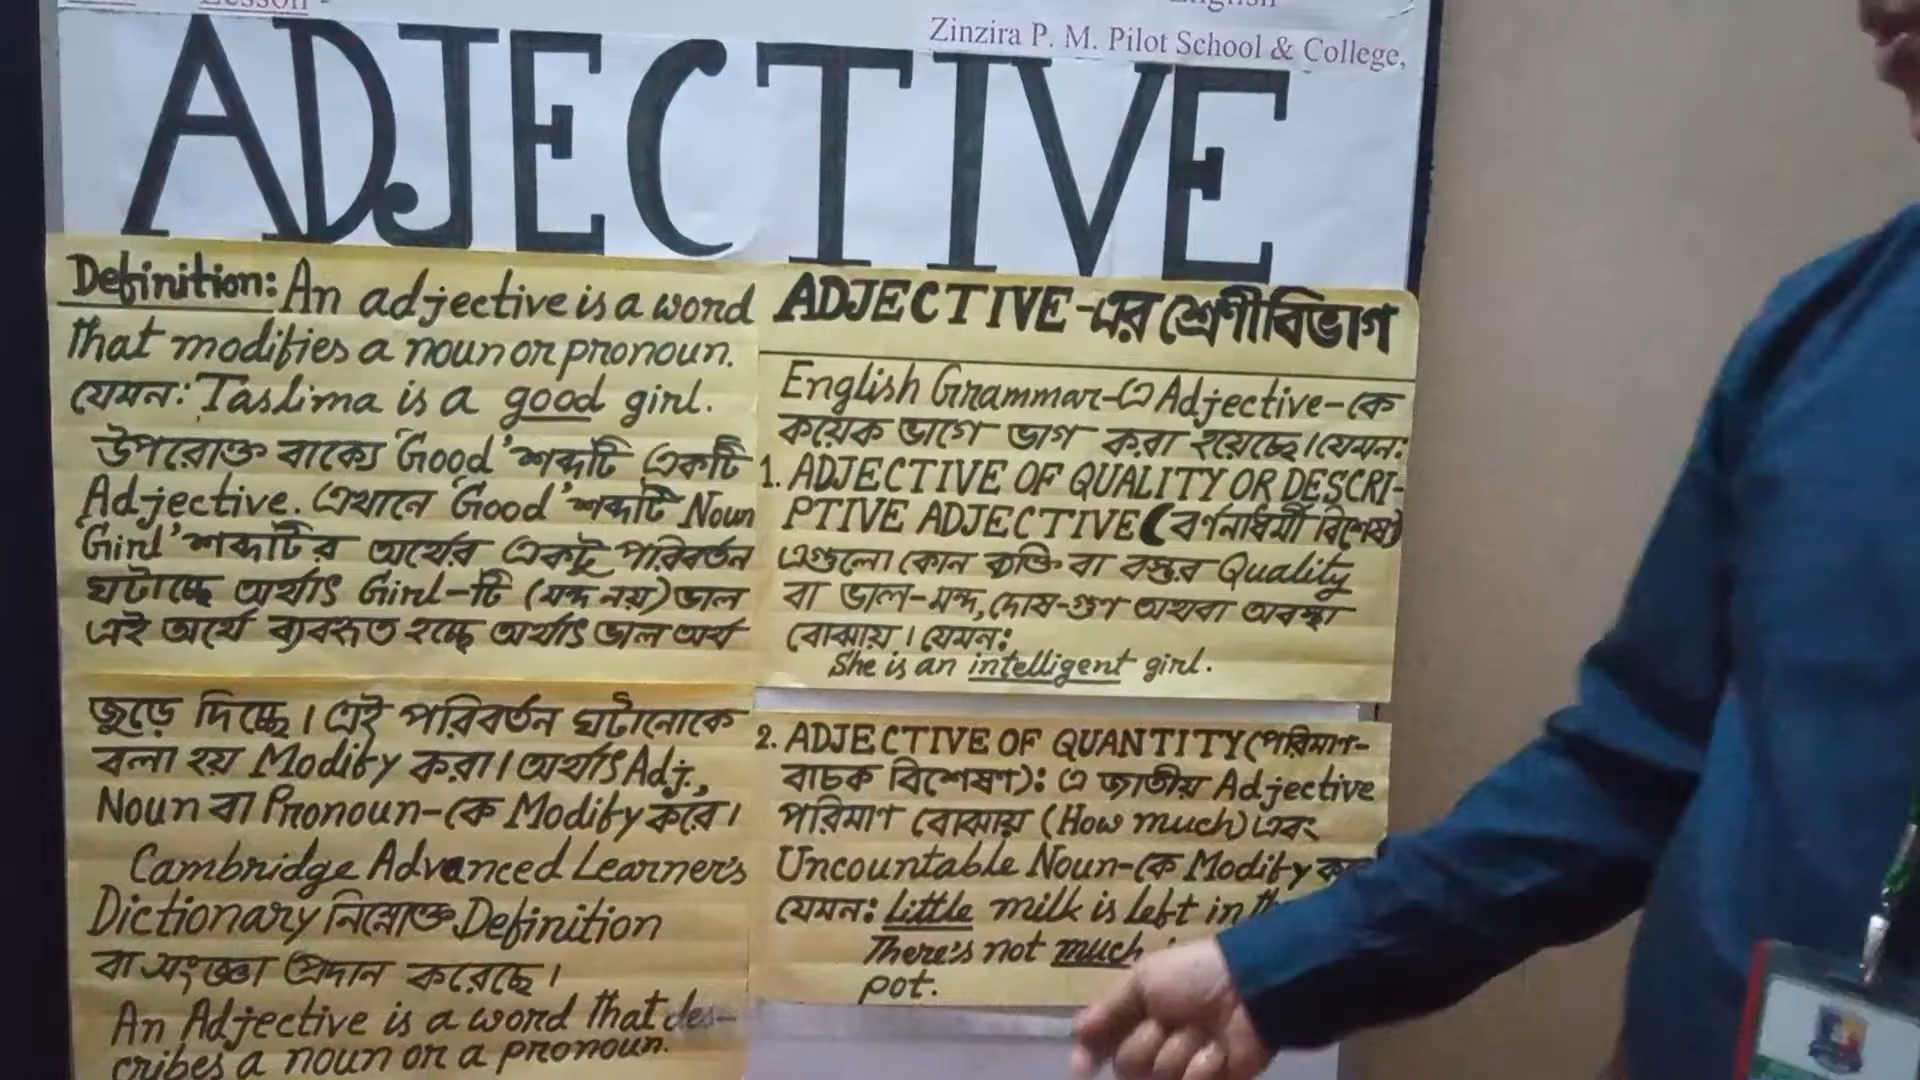 Lesson -
English
Zinzira P. M. Pilot School & College,
ADJECTIVE
Definition: An adjective is a word
that modifies a noun or pronoun.
যেমন: Taslima is a good girl.
উপরোক্ত বাক্যে 'Good' শব্দটি একটি
Adjective. এখানে 'Good' শব্দটি Noun
Girl' শব্দটির অর্থের একটু পরিবর্তন
ঘটাচ্ছে অর্থাৎ Girl-টি (মন্দ নয়) ভাল
এই অর্থে ব্যবহৃত হচ্ছে অর্থাৎ ভাল অর্থ
জুড়ে দিচ্ছে। এই পরিবর্তন ঘটানোকে
বলা হয় Modify করা। অর্থাৎ Adj.,
Noun বা Pronoun-কে Modify করে।
Cambridge Advanced Learner's
Dictionary নিম্নোক্ত Definition
বা সংজ্ঞা প্রদান করেছে।
An Adjective is a word that des-
cribes a noun or a pronoun.
ADJECTIVE-এর শ্রেণীবিভাগ
English Grammar-এ Adjective-কে
কয়েক ভাগে ভাগ করা হয়েছে। যেমন:
1. ADJECTIVE OF QUALITY OR DESCRI-
PTIVE ADJECTIVE (বর্ণনাধর্মী বিশেষ)
এগুলো কোন ব্যক্তি বা বস্তুর Quality
বা ভাল-মন্দ, দোষ-গুণ অথবা অবস্থা
বোঝায়। যেমন:
She is an intelligent girl.
2. ADJECTIVE OF QUANTITY (পরিমাণ-
বাচক বিশেষণ): এ জাতীয় Adjective
পরিমাণ বোঝায় (How much) এবং
Uncountable Noun-কে Modify
যেমন: Little milk is left in
There's not much
pot.